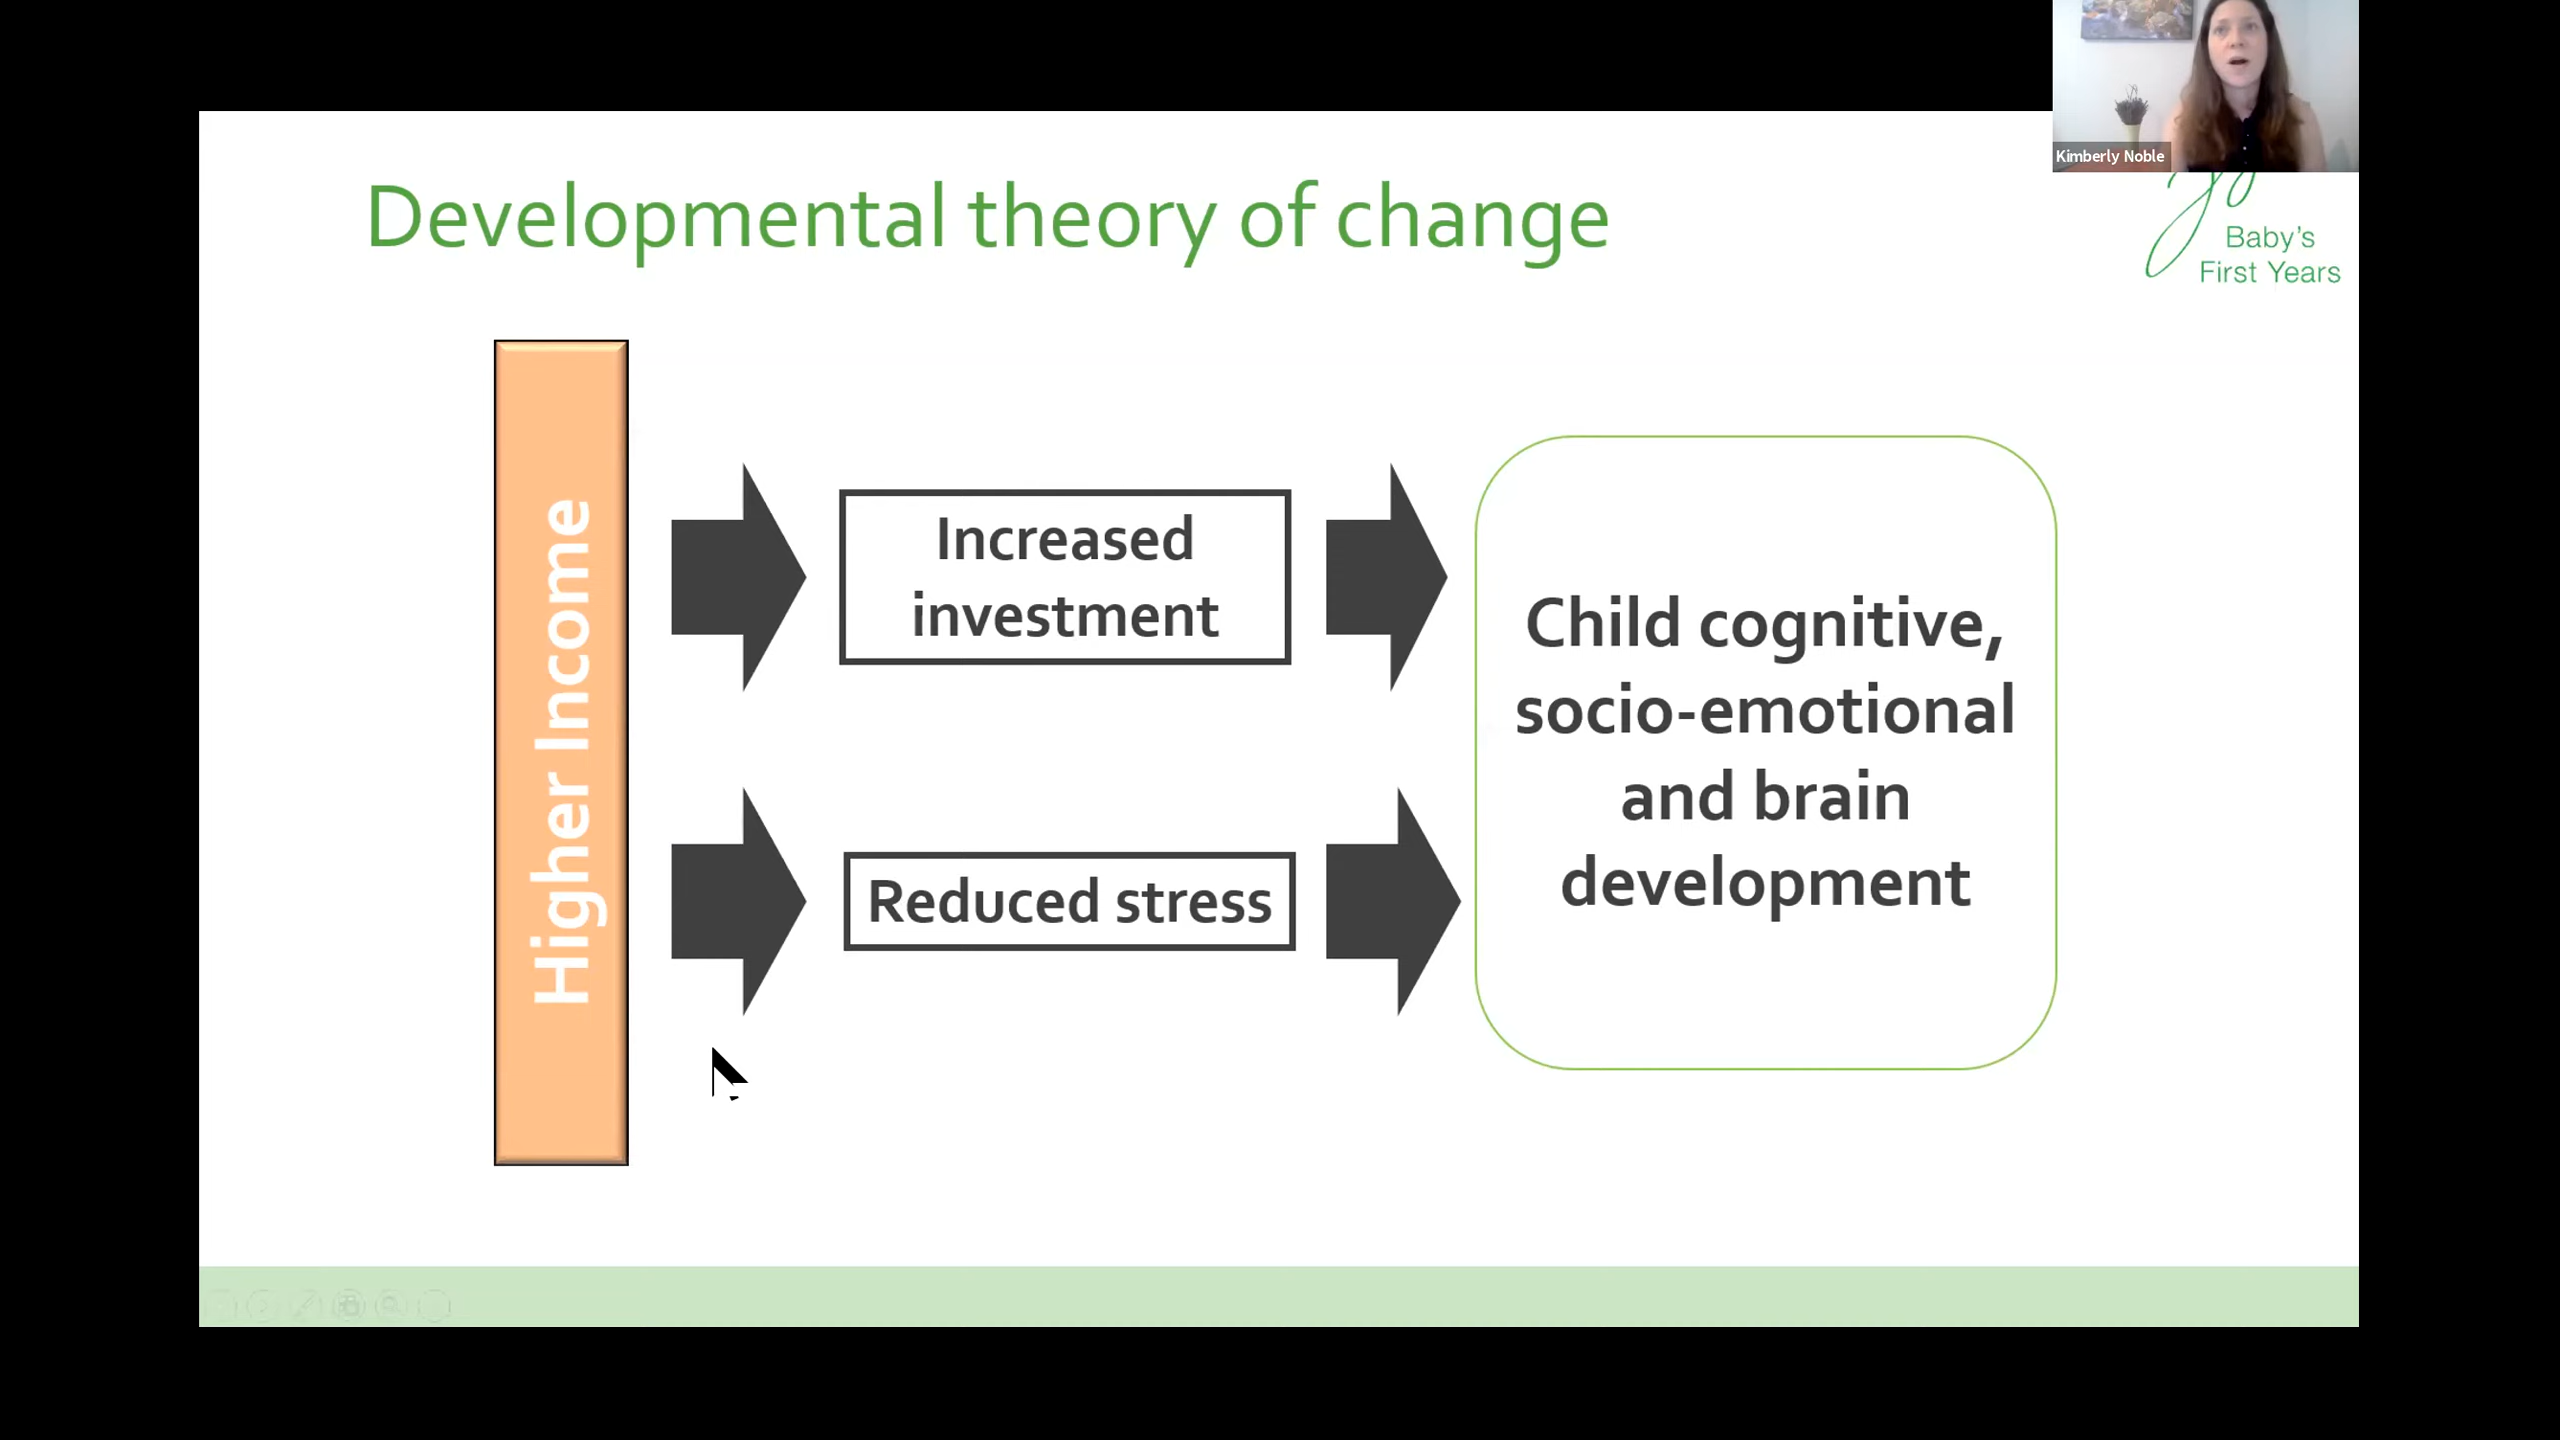 Kimberly Noble
Developmental theory of change
Baby's
First Years
Higher Income
Increased
investment
Reduced stress
Child cognitive,
socio-emotional
and brain
development